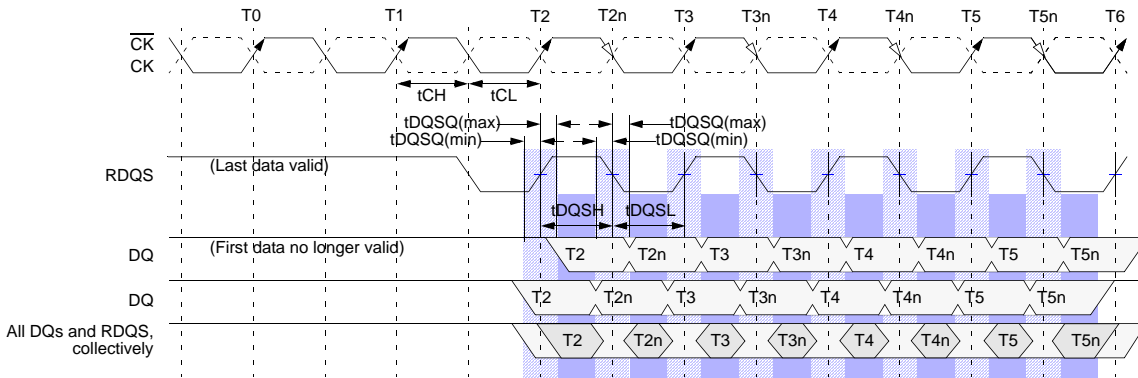 T0 T1 T2 T2n T3 T3n T4 T4n T5 T5n T6
CK
CK
tCH tCL
tDQSQ(max) tDQSQ(max)
tDQSQ(min) tDQSQ(min)
(Last data valid)
RDQS
tDQSH tDQSL
(First data no longer valid)
DQ T2 T2n T3 T3n T4 T4n T5 T5n
DQ T2 T2n T3 T3n T4 T4n T5 T5n
All DQs and RDQS,
collectively T2 T2n T3 T3n T4 T4n T5 T5n